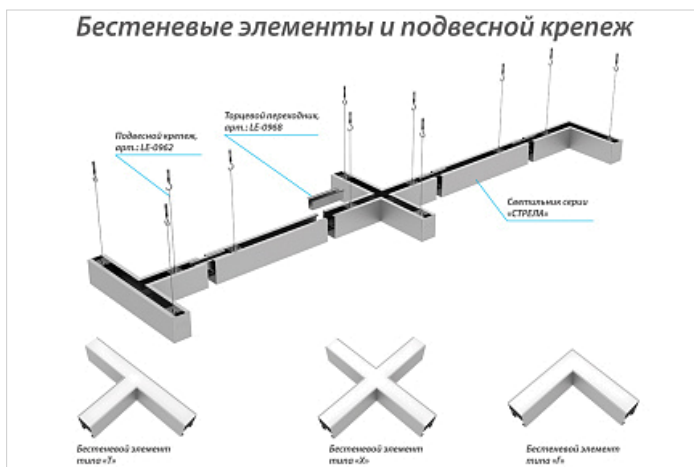 Бестеневые элементы и подвесной крепеж
Торцевой переходник,
арт.: LE-0968
Подвесной крепеж,
арт.: LE-0962
Светильник серии
«СТРЕЛА»
Бестеневой элемент
типа «Т»
Бестеневой элемент
типа «Х»
Бестеневой элемент
типа «Г»